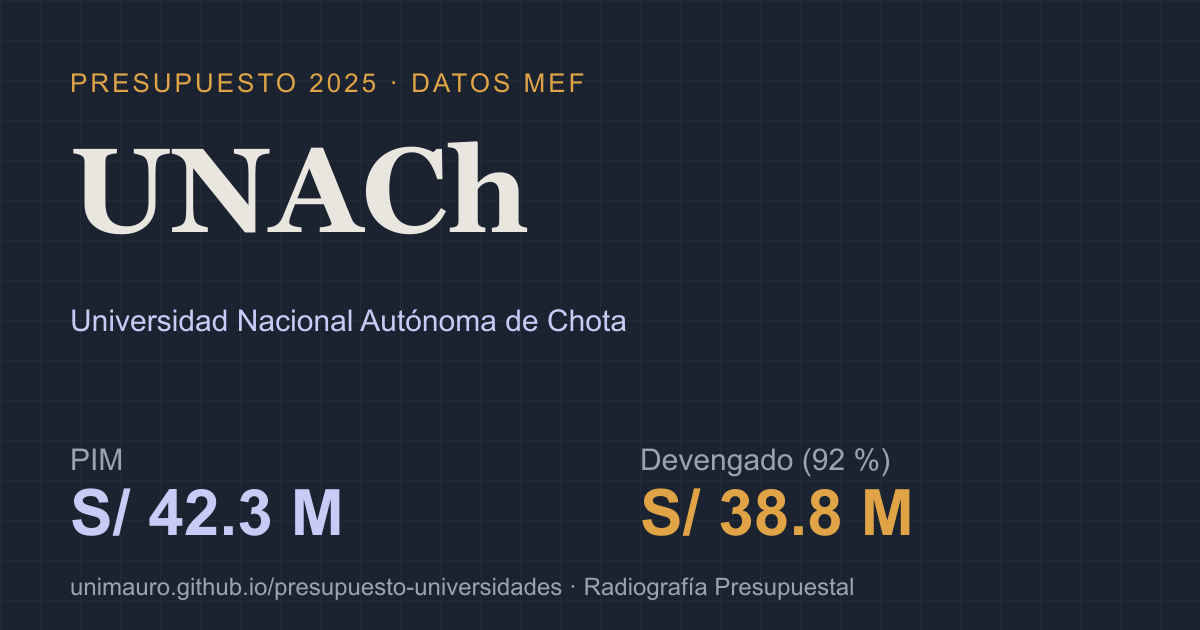 PRESUPUESTO 2025 · DATOS MEF
UNACh
Universidad Nacional Autónoma de Chota
PIM
S/ 42.3 M
Devengado (92 %)
S/ 38.8 M
unimauro.github.io/presupuesto-universidades · Radiografía Presupuestal